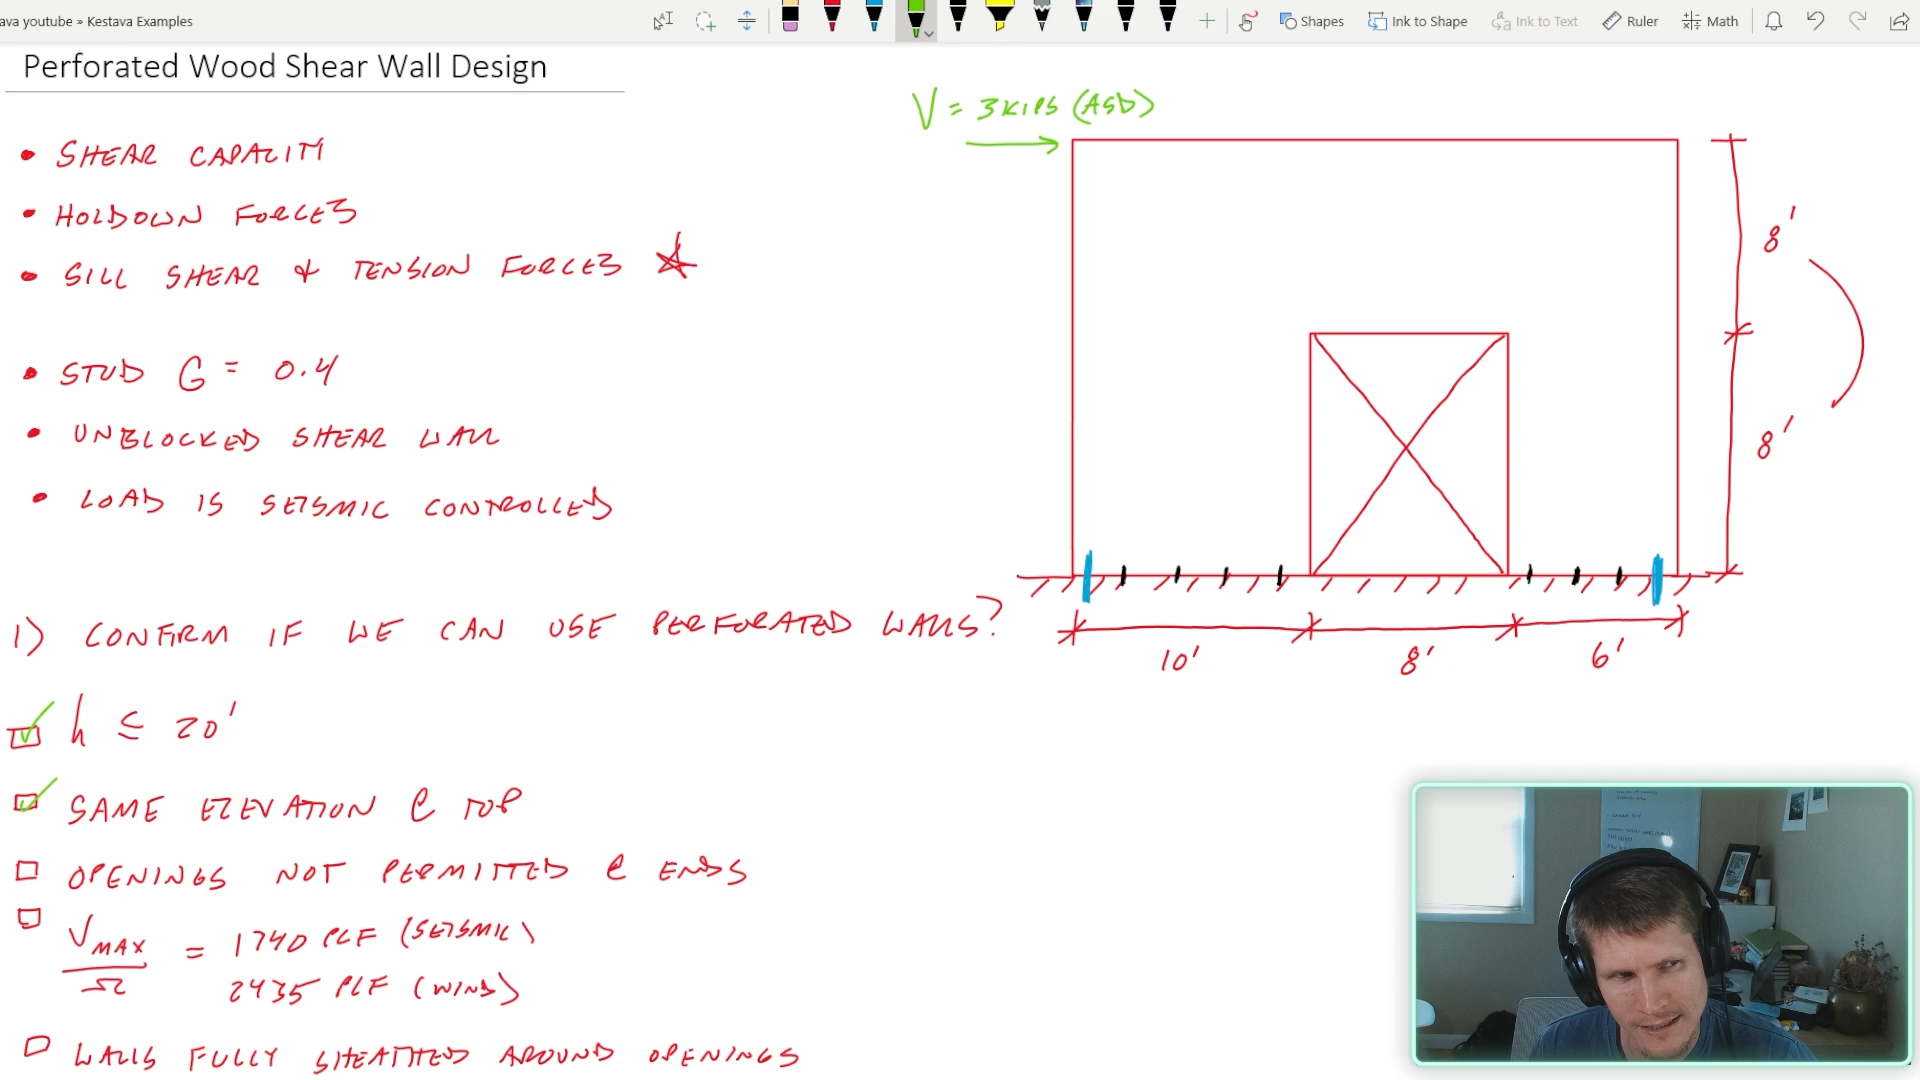 ava youtube » Kestava Examples
Shapes
Ink to Shape
Ink to Text
Ruler
Math
Perforated Wood Shear Wall Design
V = 3 KIPS (ASD)
• SHEAR CAPACITY
• HOLDOWN FORCES
• SILL SHEAR & TENSION FORCES
8'
• STUD G = 0.4
• UNBLOCKED SHEAR WALL
8'
• LOAD IS SEISMIC CONTROLLED
1) CONFIRM IF WE CAN USE PERFORATED WALLS?
10' 8' 6'
h ≤ 20'
SAME ELEVATION @ TOP
OPENINGS NOT PERMITTED @ ENDS
VMAX / Ω = 1740 PLF (SEISMIC)
2435 PLF (WIND)
WALLS FULLY SHEATHED AROUND OPENINGS